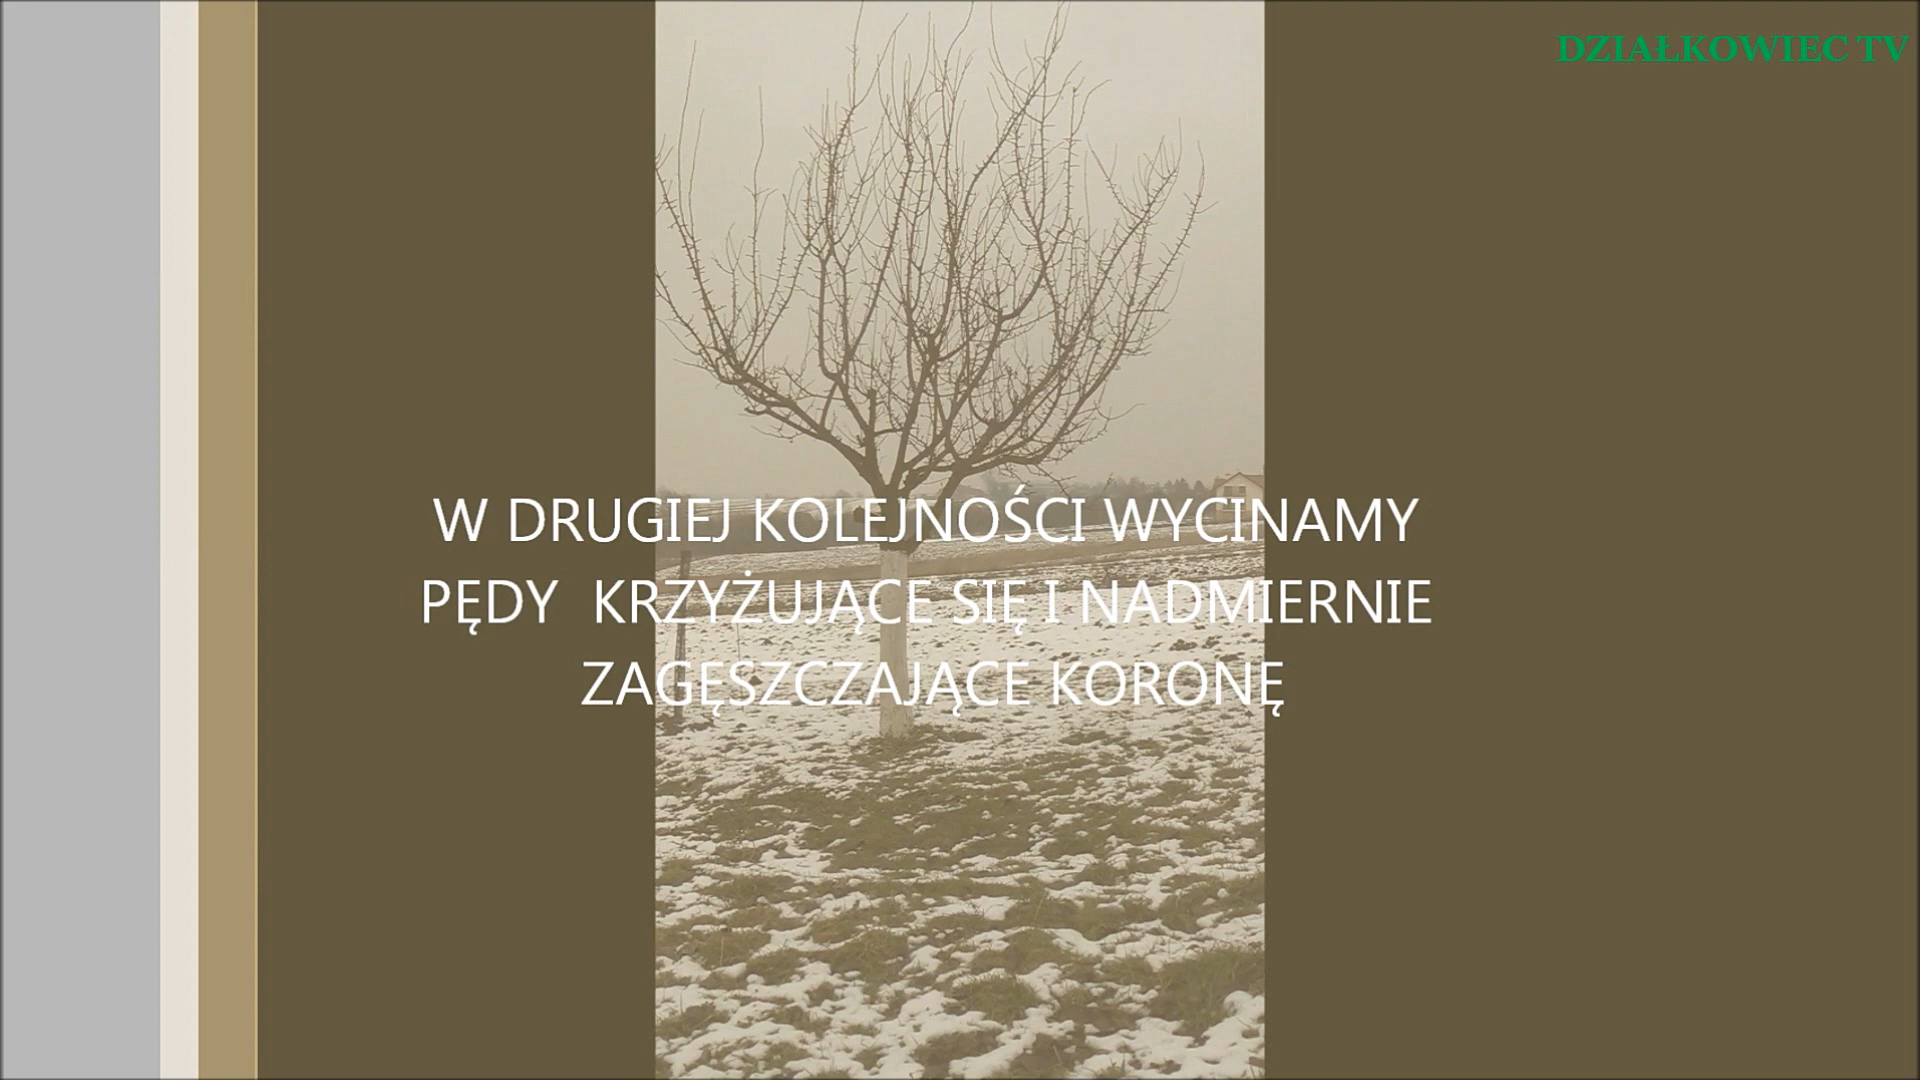 DZIAŁKOWIEC TV
W DRUGIEJ KOLEJNOŚCI WYCINAMY
PĘDY KRZYŻUJĄCE SIĘ I NADMIERNIE
ZAGĘSZCZAJĄCE KORONĘ